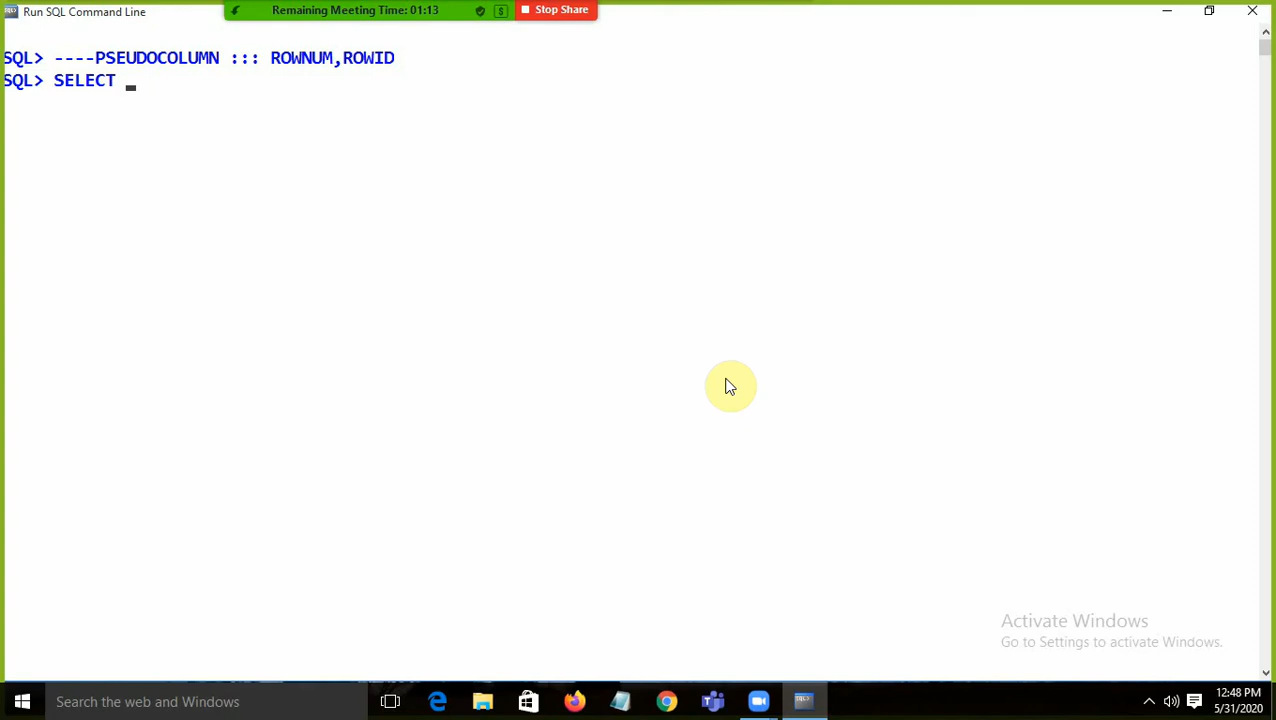 Run SQL Command Line
Remaining Meeting Time: 01:13
Stop Share
SQL> ----PSEUDOCOLUMN ::: ROWNUM,ROWID
SQL> SELECT _
Activate Windows
Go to Settings to activate Windows.
Search the web and Windows
12:48 PM
5/31/2020